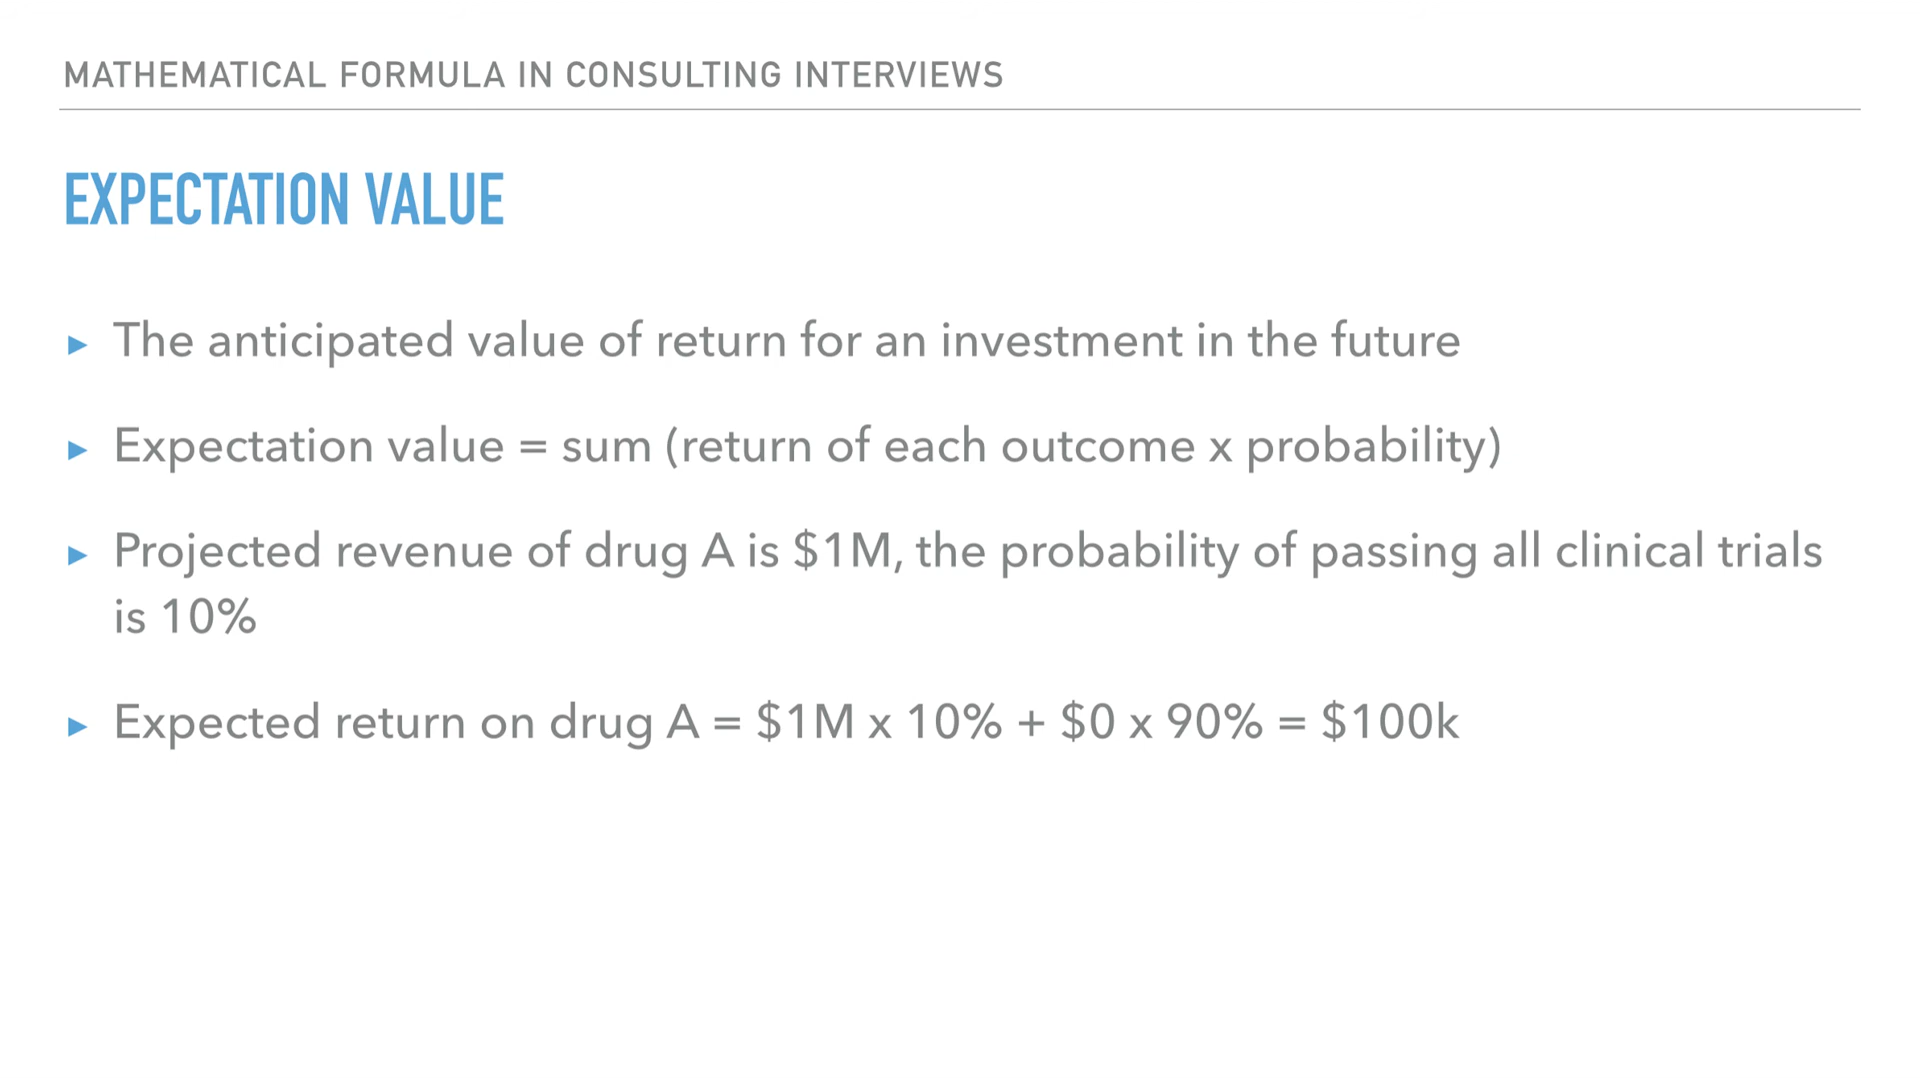 MATHEMATICAL FORMULA IN CONSULTING INTERVIEWS
EXPECTATION VALUE
▸ The anticipated value of return for an investment in the future
▸ Expectation value = sum (return of each outcome x probability)
▸ Projected revenue of drug A is $1M, the probability of passing all clinical trials
is 10%
▸ Expected return on drug A = $1M x 10% + $0 x 90% = $100k